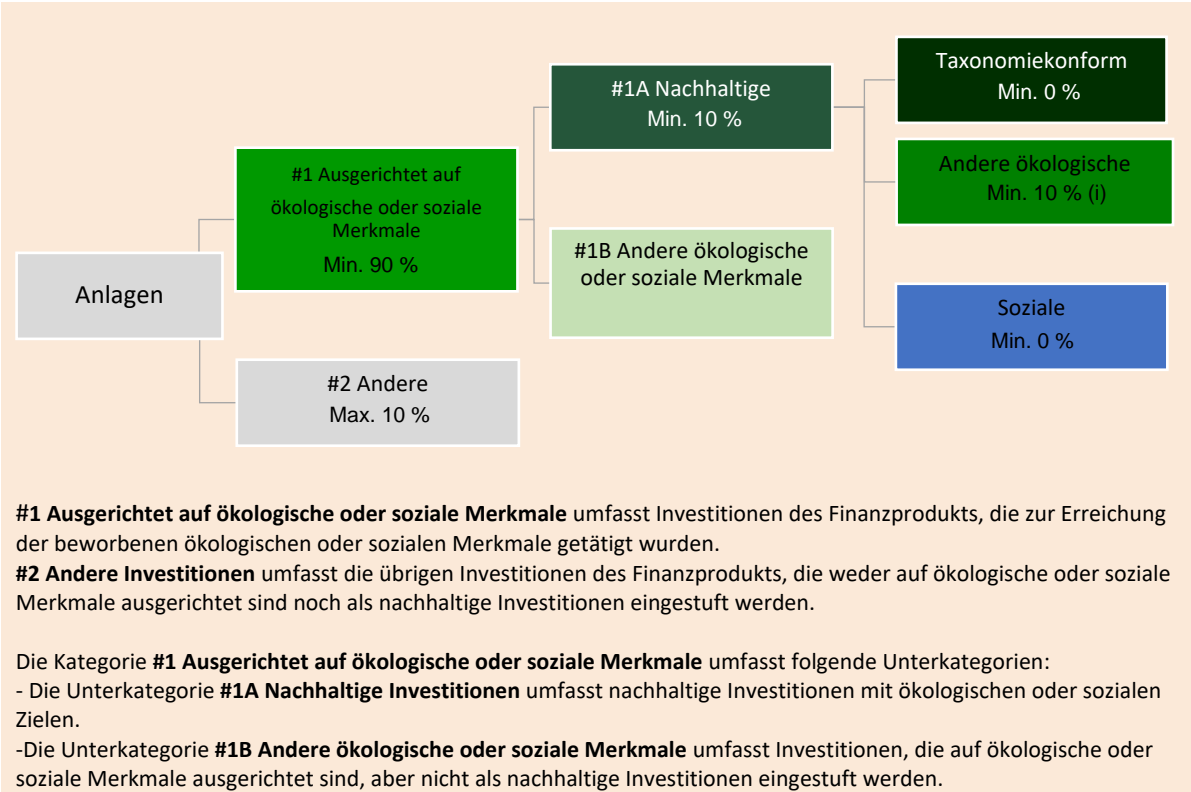 Anlagen
#1 Ausgerichtet auf
ökologische oder soziale
Merkmale
Min. 90 %
#2 Andere
Max. 10 %
#1A Nachhaltige
Min. 10 %
#1B Andere ökologische
oder soziale Merkmale
Taxonomiekonform
Min. 0 %
Andere ökologische
Min. 10 % (i)
Soziale
Min. 0 %
#1 Ausgerichtet auf ökologische oder soziale Merkmale umfasst Investitionen des Finanzprodukts, die zur Erreichung
der beworbenen ökologischen oder sozialen Merkmale getätigt wurden.
#2 Andere Investitionen umfasst die übrigen Investitionen des Finanzprodukts, die weder auf ökologische oder soziale
Merkmale ausgerichtet sind noch als nachhaltige Investitionen eingestuft werden.
Die Kategorie #1 Ausgerichtet auf ökologische oder soziale Merkmale umfasst folgende Unterkategorien:
- Die Unterkategorie #1A Nachhaltige Investitionen umfasst nachhaltige Investitionen mit ökologischen oder sozialen
Zielen.
-Die Unterkategorie #1B Andere ökologische oder soziale Merkmale umfasst Investitionen, die auf ökologische oder
soziale Merkmale ausgerichtet sind, aber nicht als nachhaltige Investitionen eingestuft werden.